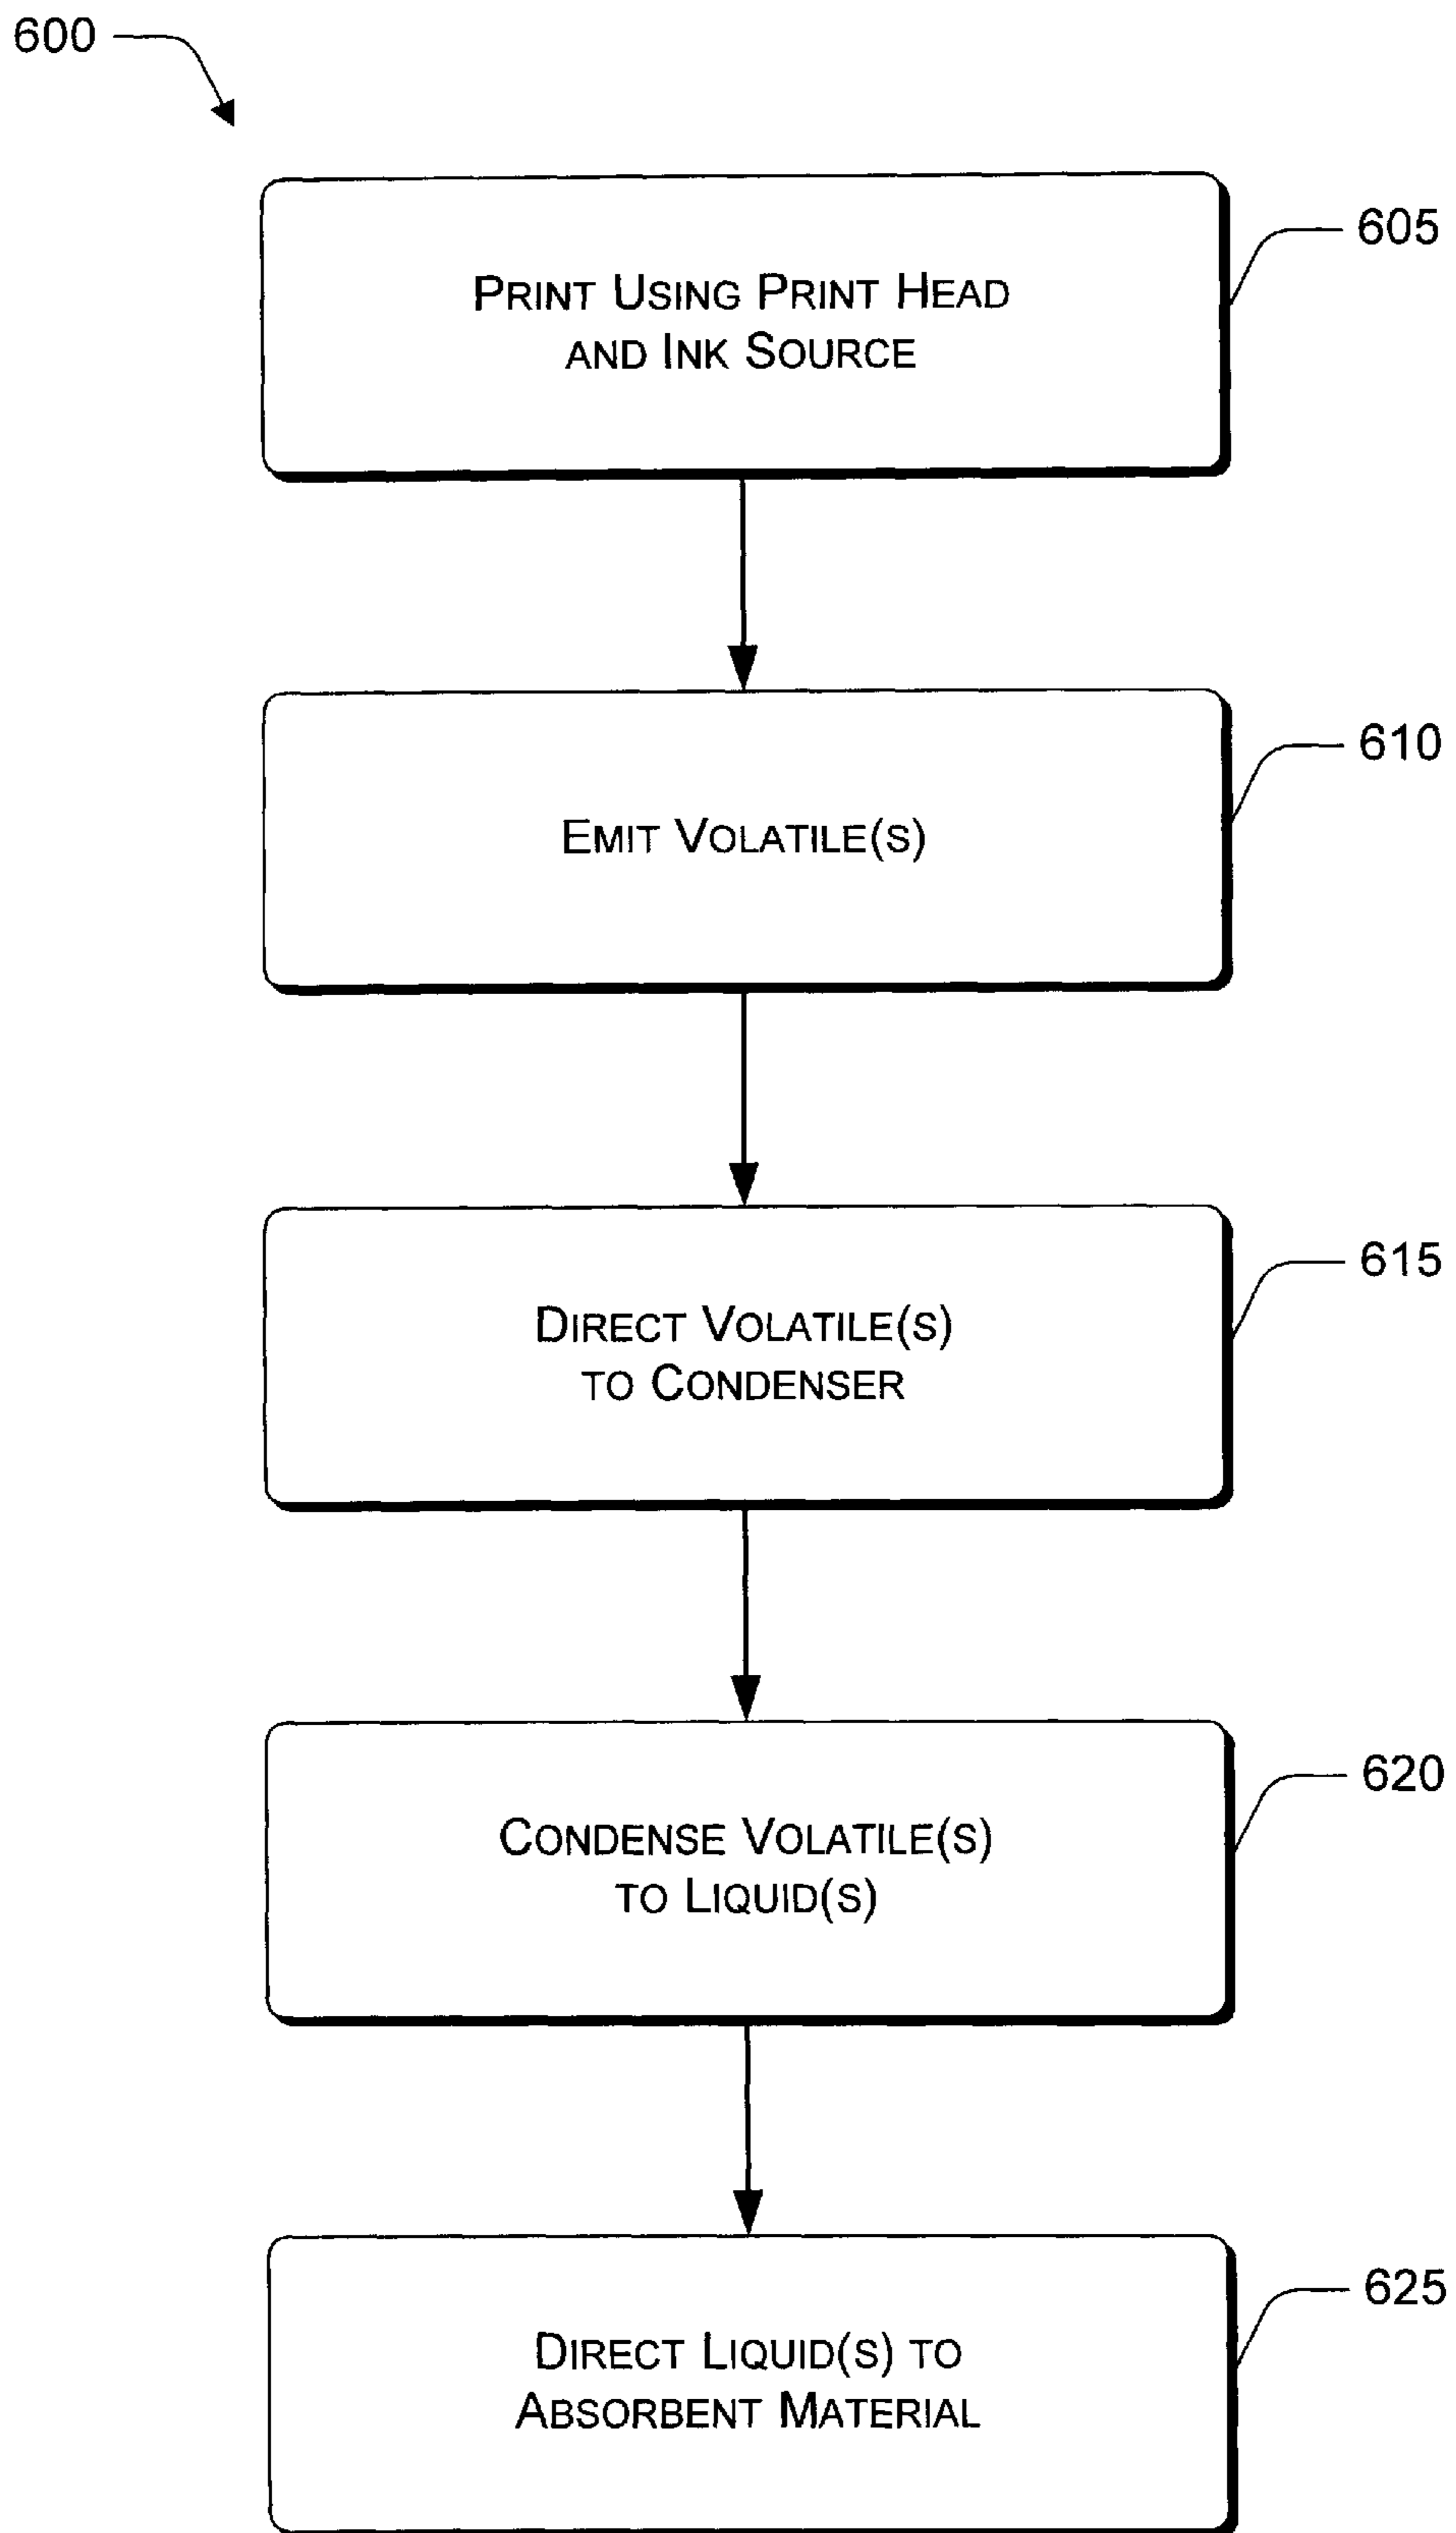 600
605
PRINT USING PRINT HEAD
AND INK SOURCE
610
EMIT VOLATILE(S)
615
DIRECT VOLATILE(S)
TO CONDENSER
620
CONDENSE VOLATILE(S)
TO LIQUID(S)
625
DIRECT LIQUID(S) TO
ABSORBENT MATERIAL